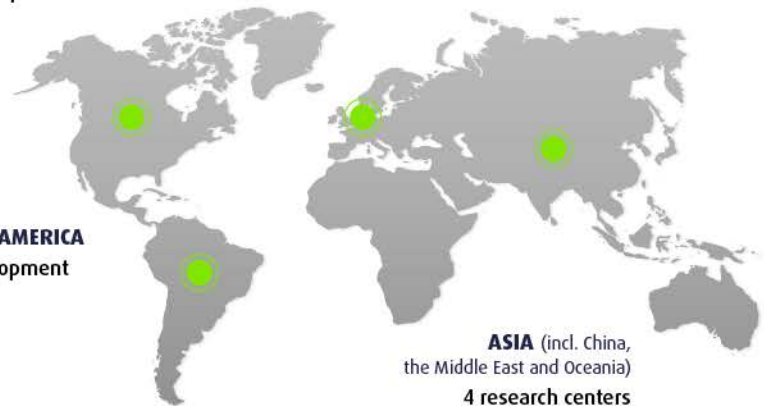 AMERICA
opment
ASIA (incl. China,
the Middle East and Oceania)
4 research centers